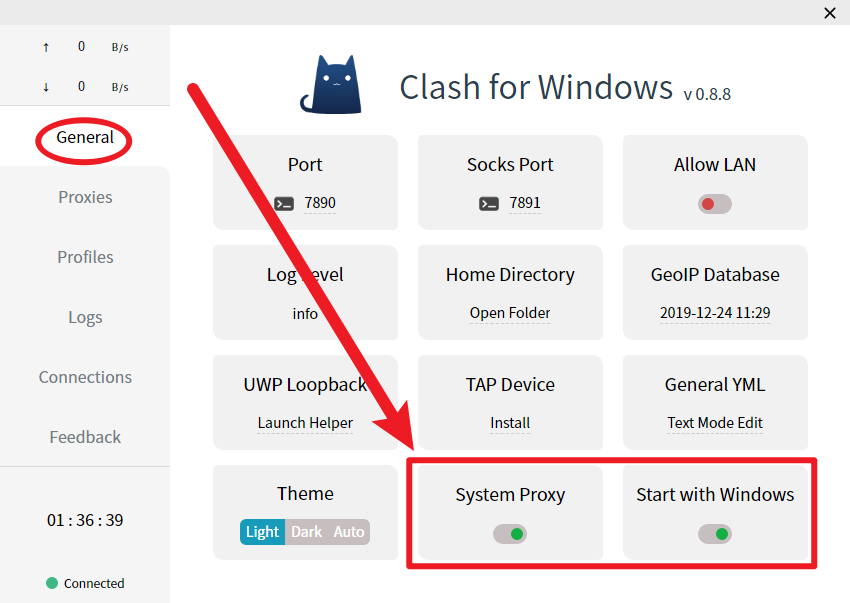 ↑ 0 B/s
↓ 0 B/s
General
Proxies
Profiles
Logs
Connections
Feedback
01 : 36 : 39
Connected
Clash for Windows v 0.8.8
Port
7890
Socks Port
7891
Allow LAN
Log Level
info
Home Directory
Open Folder
GeoIP Database
2019-12-24 11:29
UWP Loopback
Launch Helper
TAP Device
Install
General YML
Text Mode Edit
Theme
Light Dark Auto
System Proxy
Start with Windows